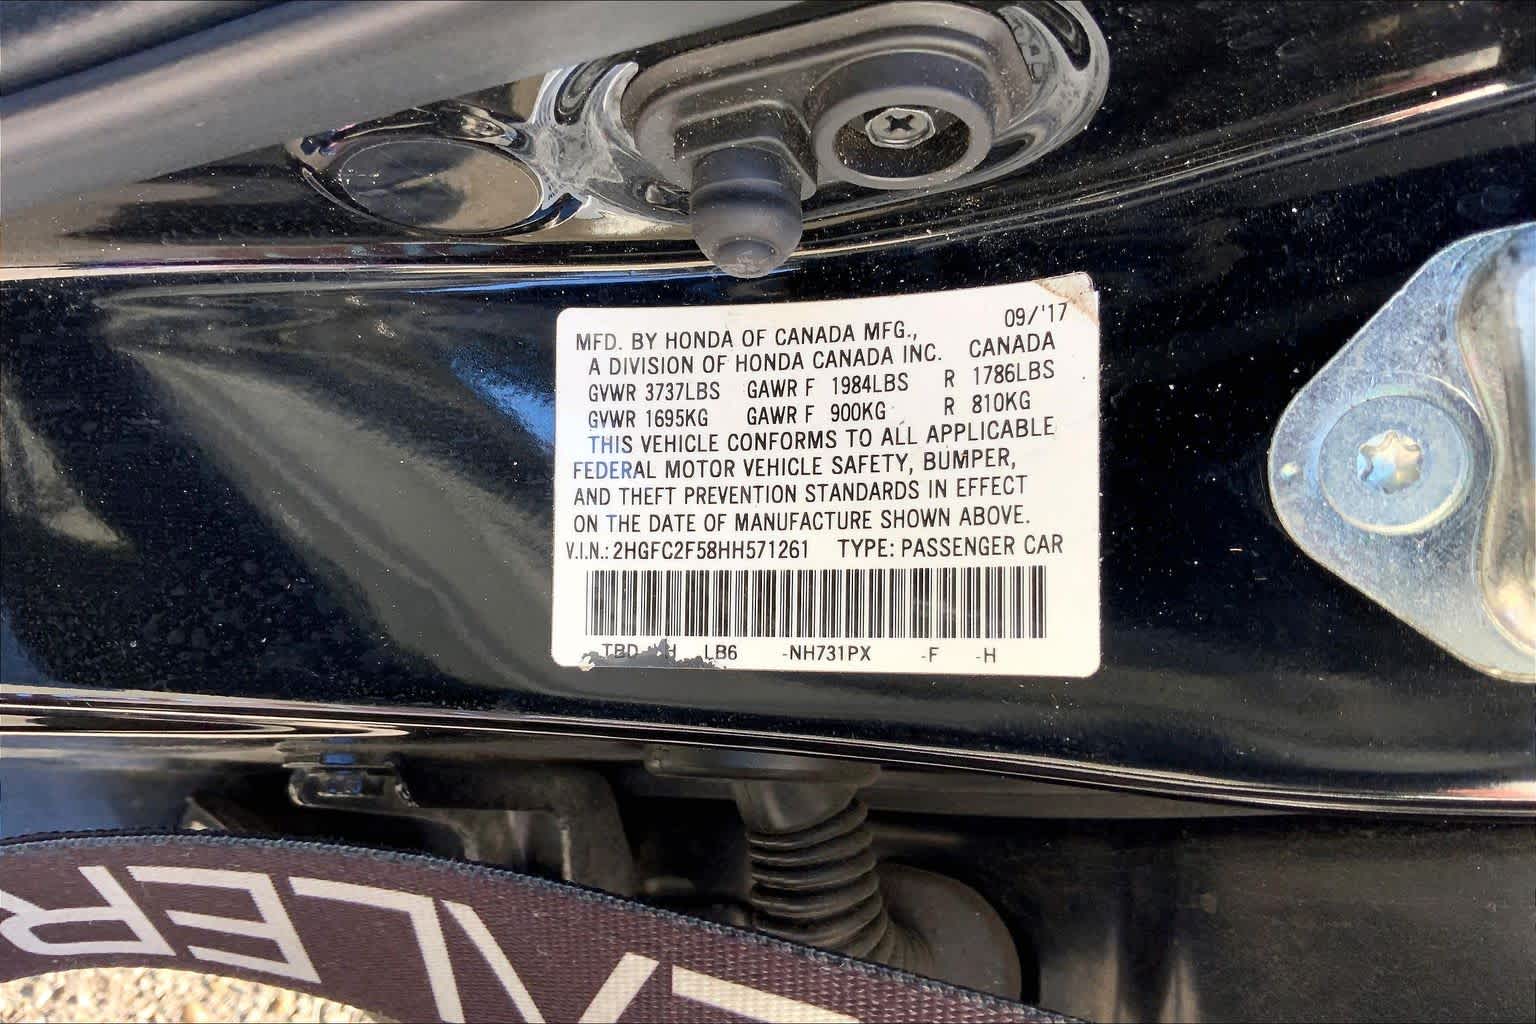 09/'17
MFD. BY HONDA OF CANADA MFG.,
A DIVISION OF HONDA CANADA INC. CANADA
GVWR 3737LBS GAWR F 1984LBS R 1786LBS
GVWR 1695KG GAWR F 900KG R 810KG
THIS VEHICLE CONFORMS TO ALL APPLICABLE
FEDERAL MOTOR VEHICLE SAFETY, BUMPER,
AND THEFT PREVENTION STANDARDS IN EFFECT
ON THE DATE OF MANUFACTURE SHOWN ABOVE.
V.I.N.: 2HGFC2F58HH571261 TYPE: PASSENGER CAR
TBD LB6 -NH731PX -F -H